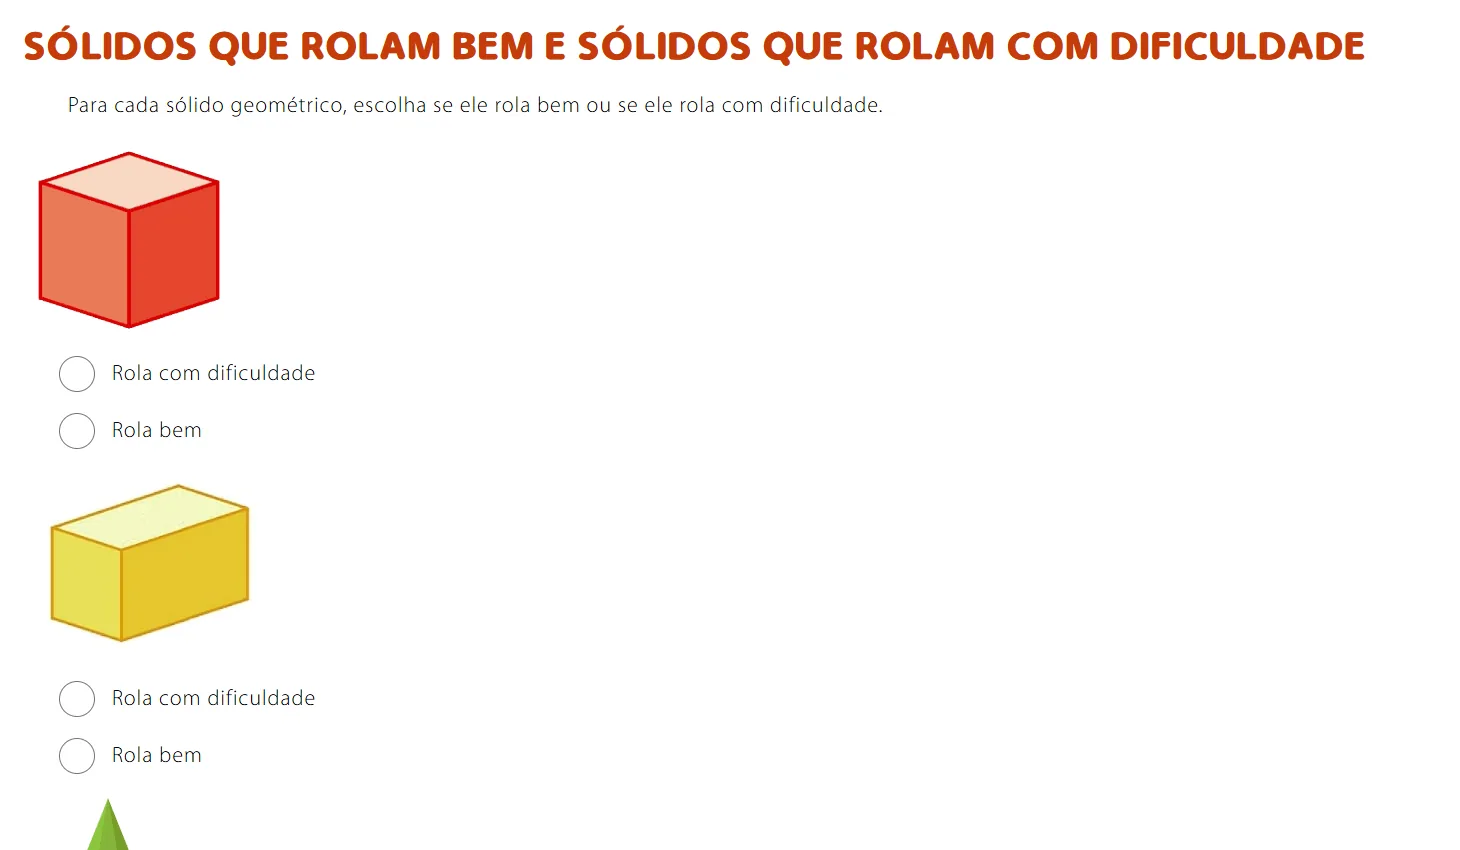 SÓLIDOS QUE ROLAM BEM E SÓLIDOS QUE ROLAM COM DIFICULDADE
Para cada sólido geométrico, escolha se ele rola bem ou se ele rola com dificuldade.
Rola com dificuldade
Rola bem
Rola com dificuldade
Rola bem